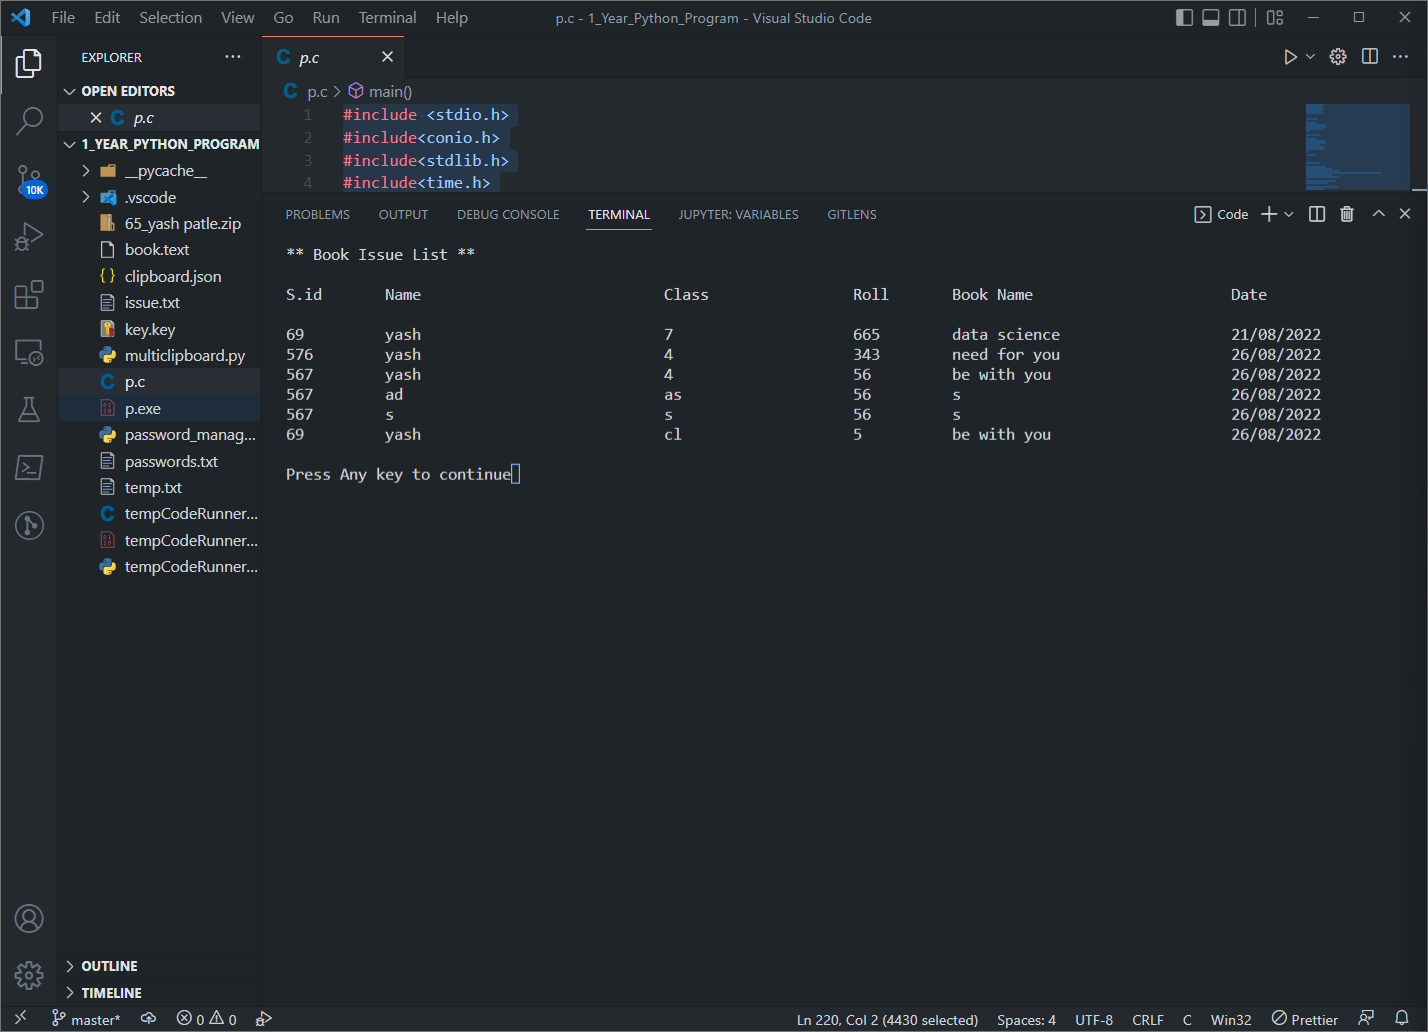 File Edit Selection View Go Run Terminal Help p.c - 1_Year_Python_Program - Visual Studio Code
EXPLORER
p.c
OPEN EDITORS
p.c
1_YEAR_PYTHON_PROGRAM
__pycache__
.vscode
65_yash patle.zip
book.text
clipboard.json
issue.txt
key.key
multiclipboard.py
p.c
p.exe
password_manag...
passwords.txt
temp.txt
tempCodeRunner...
tempCodeRunner...
tempCodeRunner...
OUTLINE
TIMELINE
10K
p.c > main()
1 #include <stdio.h>
2 #include<conio.h>
3 #include<stdlib.h>
4 #include<time.h>
PROBLEMS OUTPUT DEBUG CONSOLE TERMINAL JUPYTER: VARIABLES GITLENS Code
** Book Issue List **
S.id Name Class Roll Book Name Date
69 yash 7 665 data science 21/08/2022
576 yash 4 343 need for you 26/08/2022
567 yash 4 56 be with you 26/08/2022
567 ad as 56 s 26/08/2022
567 s s 56 s 26/08/2022
69 yash cl 5 be with you 26/08/2022
Press Any key to continue
master* 0 0 Ln 220, Col 2 (4430 selected) Spaces: 4 UTF-8 CRLF C Win32 Prettier